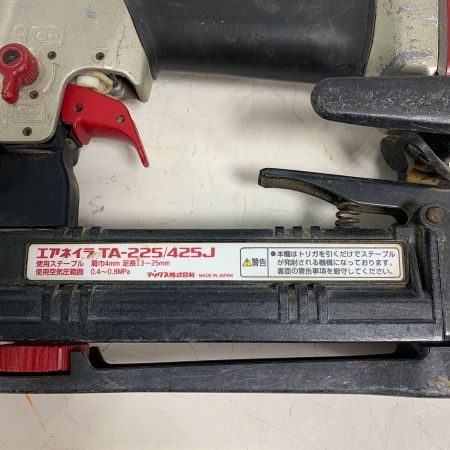 エアネイラ TA-225/425J
使用ステープル 肩巾4mm 足長13〜25mm
使用空気圧範囲 0.4〜0.8MPa
マックス株式会社 MADE IN JAPAN
警告
●本機はトリガを引くだけでステープル
が発射される機構になっております。
裏面の警告事項を厳守してください。